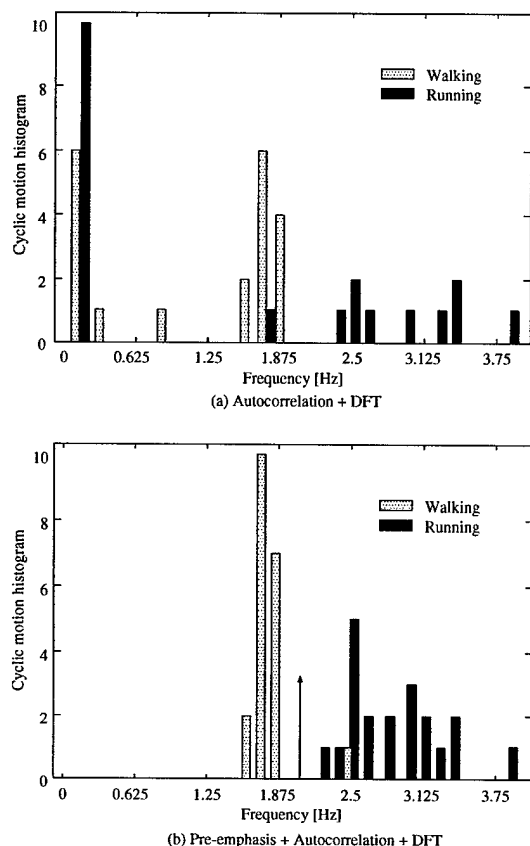 10
8
6
4
2
0
Cyclic motion histogram
Walking
Running
0 0.625 1.25 1.875 2.5 3.125 3.75
Frequency [Hz]
(a) Autocorrelation + DFT
10
8
6
4
2
0
Cyclic motion histogram
Walking
Running
0 0.625 1.25 1.875 2.5 3.125 3.75
Frequency [Hz]
(b) Pre-emphasis + Autocorrelation + DFT